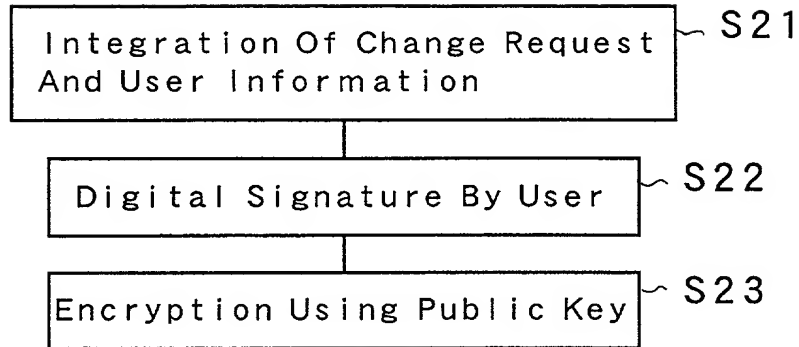 Integration Of Change Request S21
And User Information
Digital Signature By User S22
Encryption Using Public Key S23